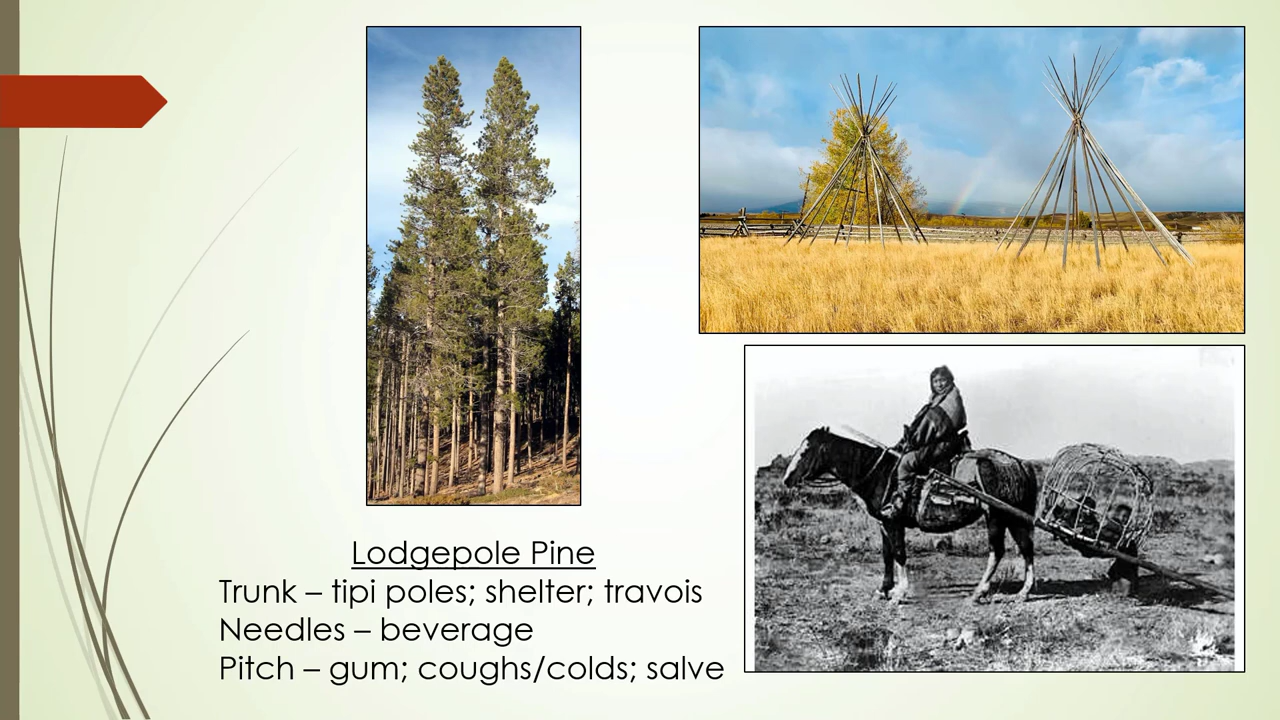 Lodgepole Pine
Trunk – tipi poles; shelter; travois
Needles – beverage
Pitch – gum; coughs/colds; salve